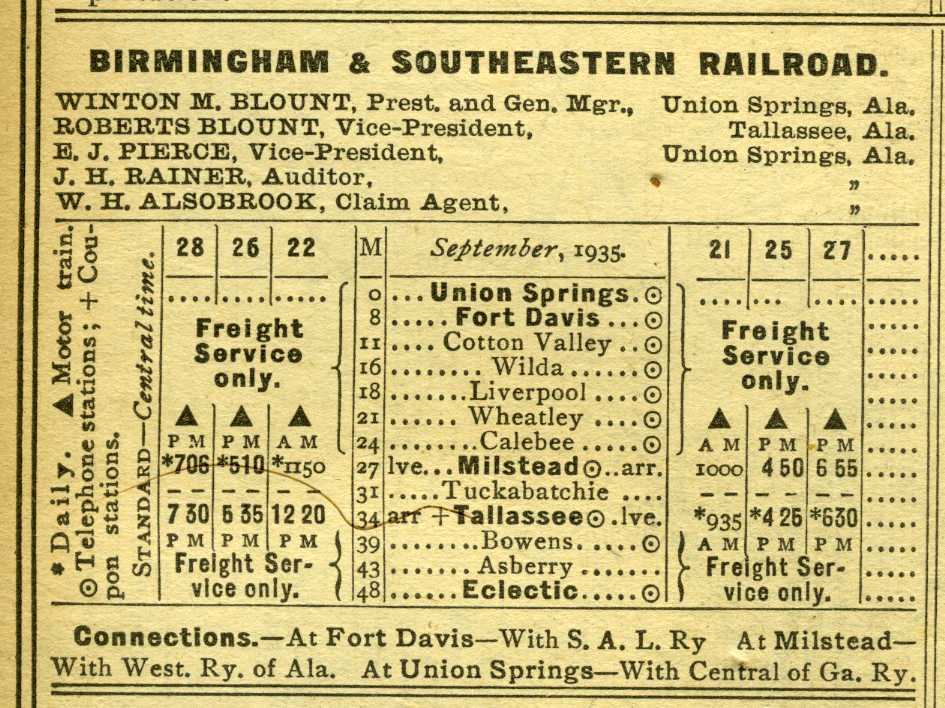 BIRMINGHAM & SOUTHEASTERN RAILROAD.
WINTON M. BLOUNT, Prest. and Gen. Mgr., Union Springs, Ala.
ROBERTS BLOUNT, Vice-President, Tallassee, Ala.
E. J. PIERCE, Vice-President, Union Springs, Ala.
J. H. RAINER, Auditor, „
W. H. ALSOBROOK, Claim Agent, „
* Daily. ▲ Motor train.
⊙ Telephone stations; + Cou-
pon stations.
STANDARD—Central time.
28 26 22 M September, 1935. 21 25 27 .....
.... .... ..... 0 ... Union Springs. ⊙ .... ... .... .....
8 ..... Fort Davis ... ⊙ .....
Freight 11 .... Cotton Valley .. ⊙ Freight .....
Service 16 ........ Wilda ...... ⊙ Service .....
only. 18 ....... Liverpool .... ⊙ only. .....
▲ ▲ ▲ 21 ...... Wheatley .... ⊙ ▲ ▲ ▲ .....
P M P M A M 24 ........ Calebee ..... ⊙ A M P M P M .....
*706 *510 *1150 27 lve... Milstead ⊙ ..arr. 1000 4 50 6 55 .....
– – – – – – 31 ..... Tuckabatchie .... – – – – – – .....
7 30 5 35 12 20 34 arr + Tallassee ⊙ .lve. *935 *4 25 *630 .....
P M P M P M 39 ........ Bowens. .... ⊙ A M P M P M .....
Freight Ser- 43 ....... Asberry ....... Freight Ser- .....
vice only. 48 ...... Eclectic ..... ⊙ vice only. .....
Connections.—At Fort Davis—With S. A. L. Ry At Milstead—
With West. Ry. of Ala. At Union Springs—With Central of Ga. Ry.